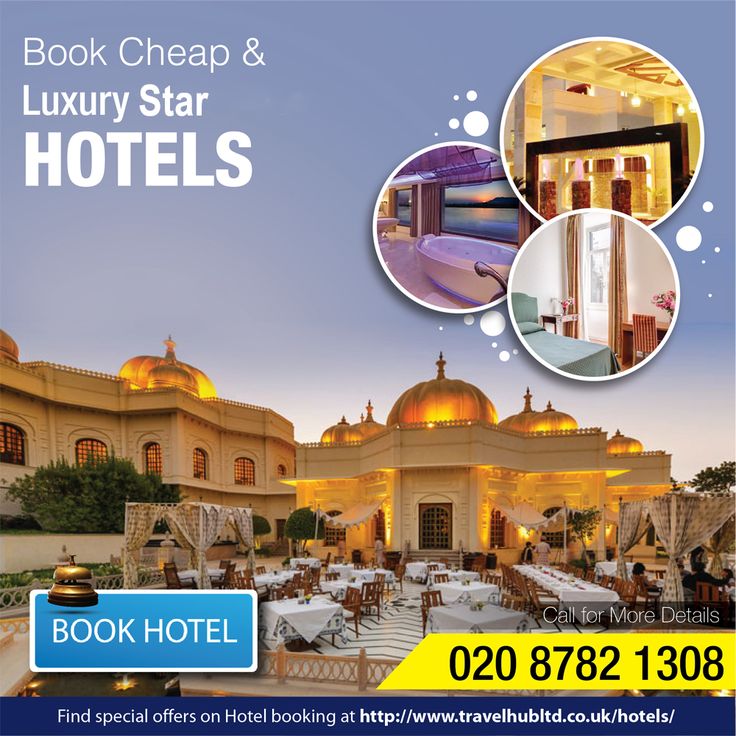 Book Cheap &
Luxury Star
HOTELS
BOOK HOTEL
Call for More Details
020 8782 1308
Find special offers on Hotel booking at http://www.travelhubltd.co.uk/hotels/